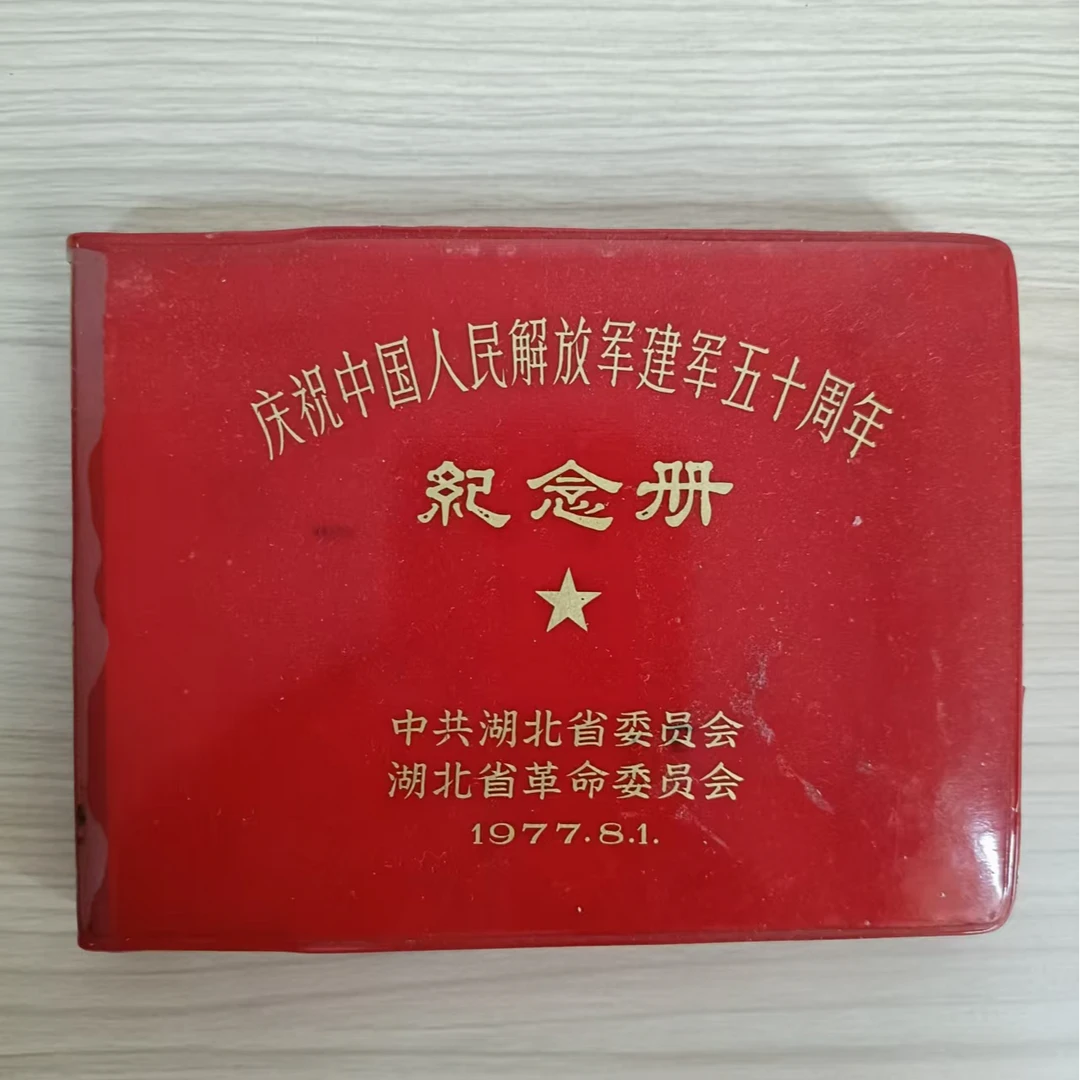 庆祝中国人民解放军建军五十周年
紀念册
中共湖北省委员会
湖北省革命委员会
1977.8.1.